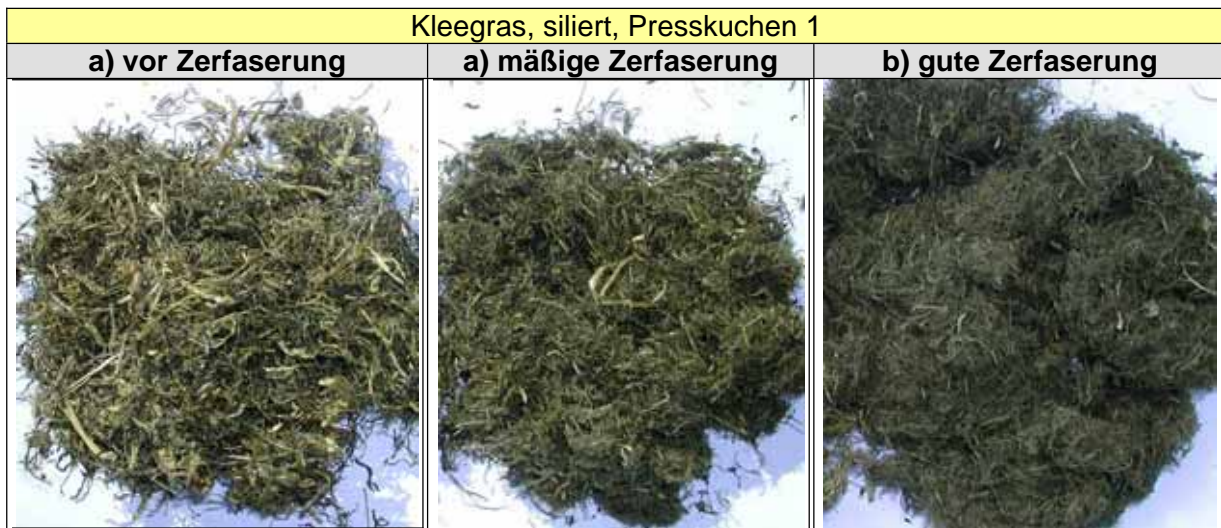 Kleegras, siliert, Presskuchen 1
a) vor Zerfaserung
a) mäßige Zerfaserung
b) gute Zerfaserung